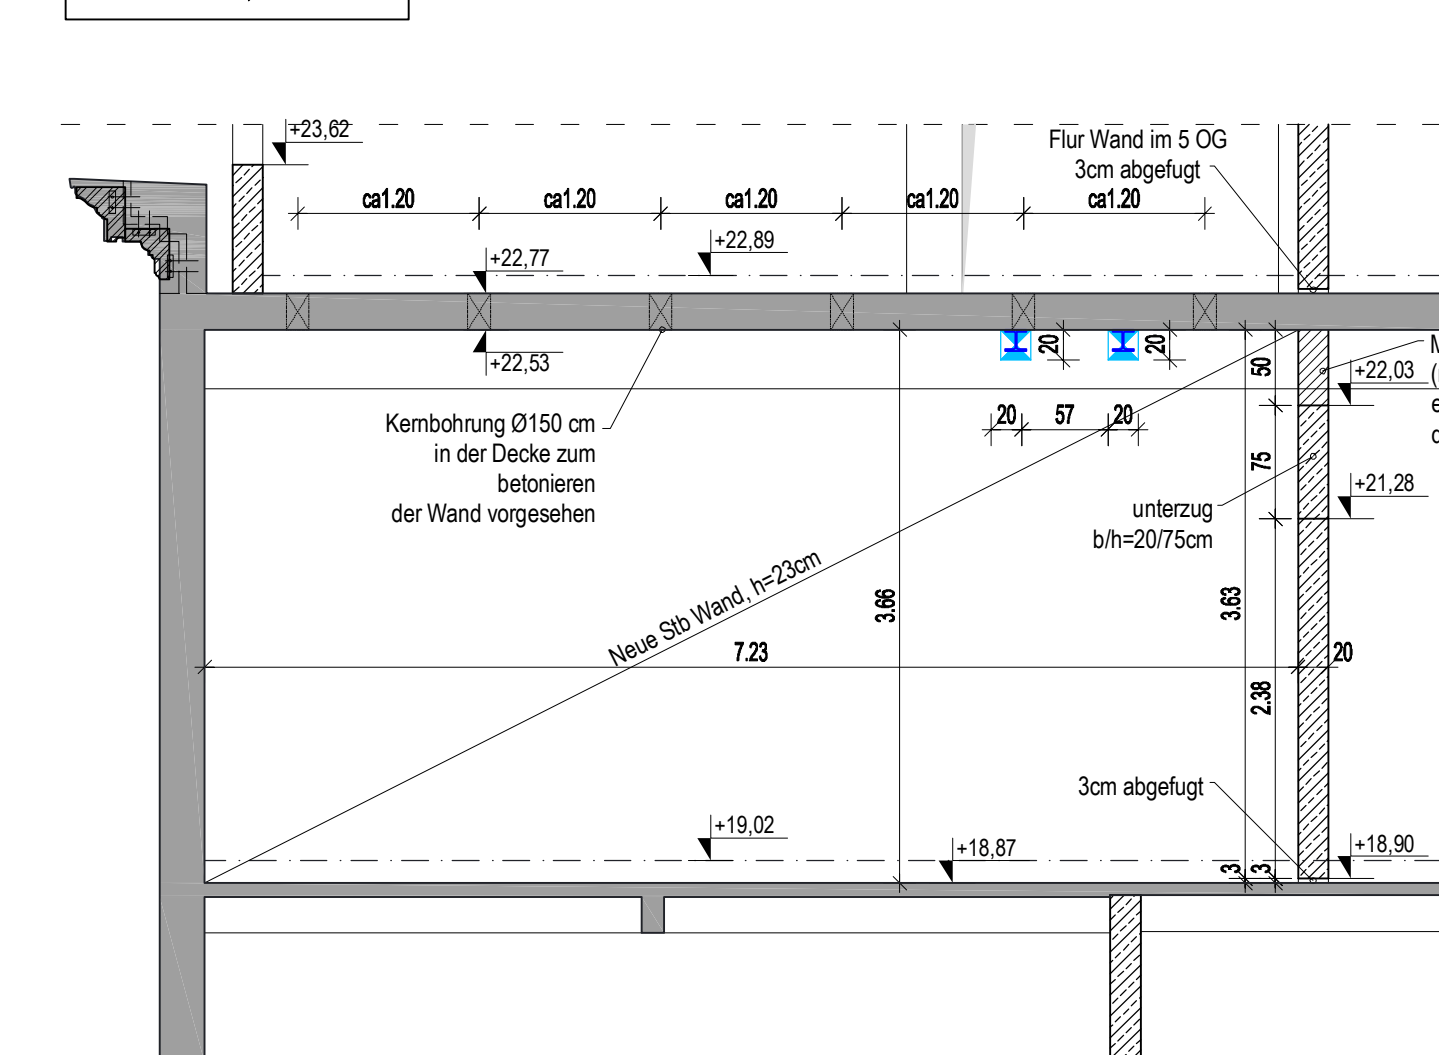 +23,62
Flur Wand im 5 OG
3cm abgefugt
ca1.20
ca1.20
ca1.20
ca1.20
ca1.20
+22,89
+22,77
+22,53
20
20
50
+22,03
M
(
e
Kernbohrung Ø150 cm
in der Decke zum
betonieren
der Wand vorgesehen
20
57
20
75
+21,28
unterzug
b/h=20/75cm
Neue Stb Wand, h=23cm
3.66
3.63
7.23
20
2.38
3cm abgefugt
+19,02
+18,87
+18,90
3
3